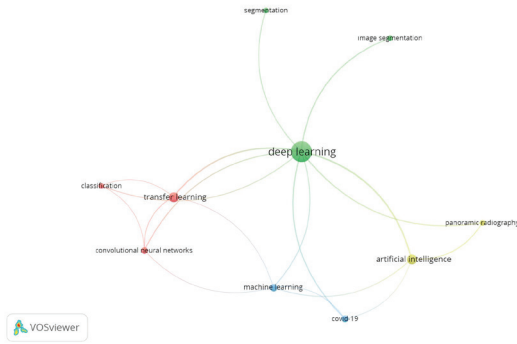 segmentation
image segmentation
deep learning
classification
transfer learning
panoramic radiography
convolutional neural networks
artificial intelligence
machine learning
covid-19
VOSviewer